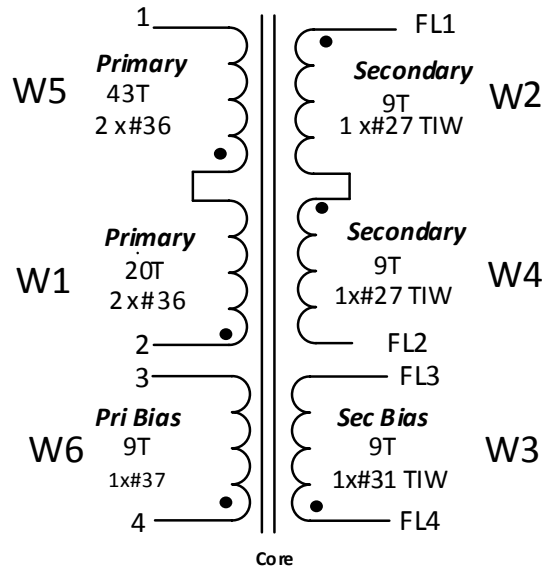 1
FL1
Primary
43T
2 x#36
W5
Secondary
9T
1 x#27 TIW
W2
Primary
20T
2x#36
W1
2
Secondary
9T
1x#27 TIW
W4
FL2
3
FL3
Pri Bias
9T
1x#37
W6
4
Sec Bias
9T
1x#31 TIW
W3
FL4
Core